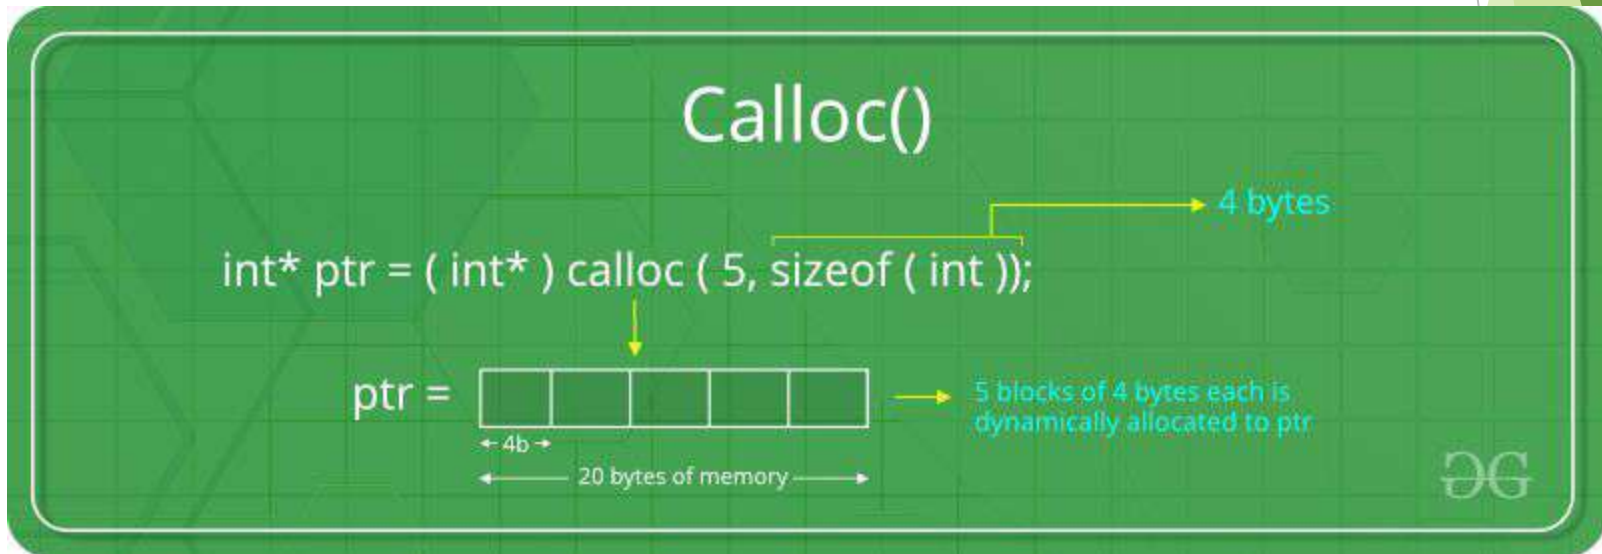 Calloc()
4 bytes
int* ptr = ( int* ) calloc ( 5, sizeof ( int ));
ptr =
5 blocks of 4 bytes each is
dynamically allocated to ptr
4b
20 bytes of memory